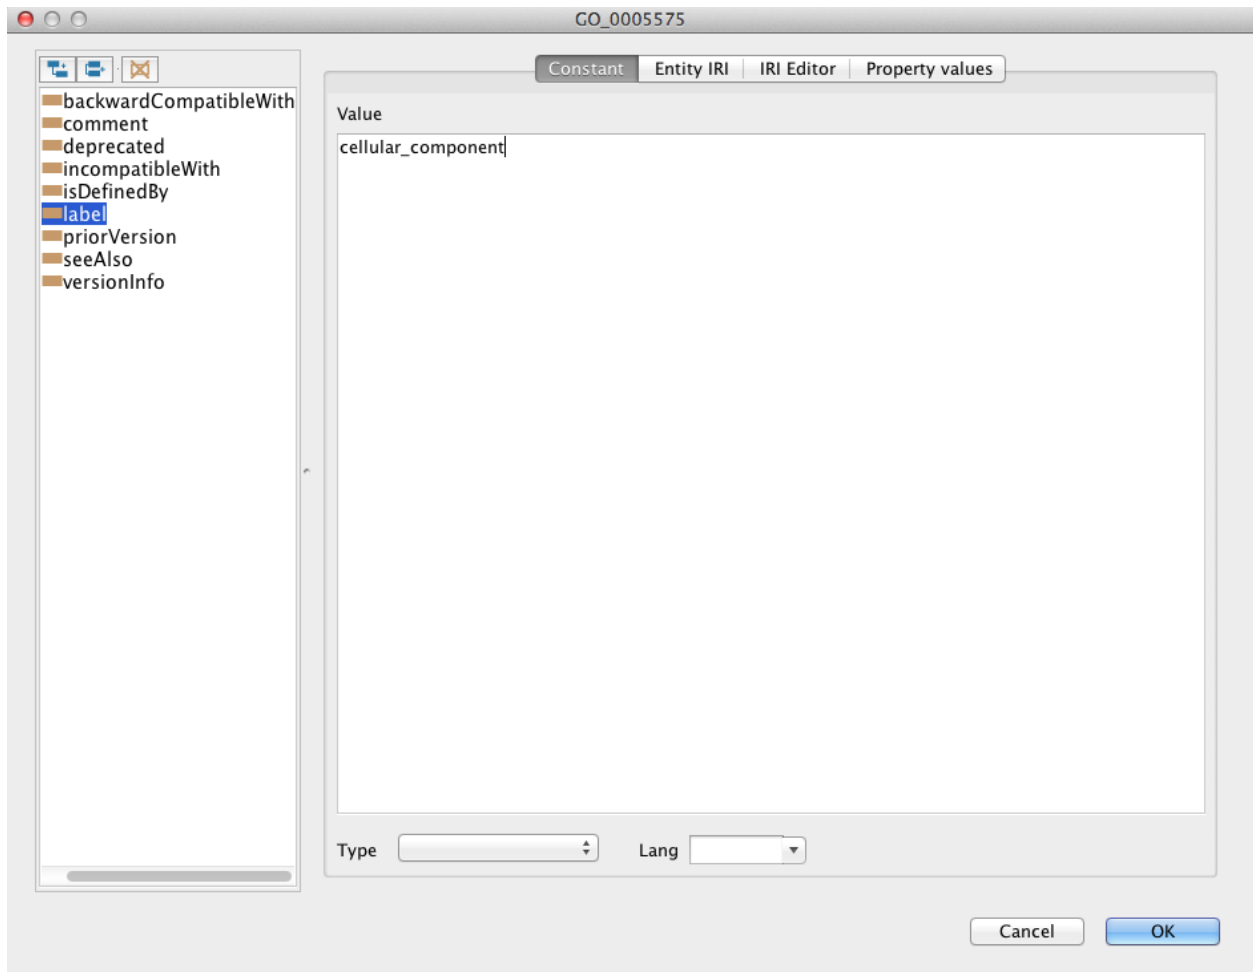 GO_0005575
Constant
Entity IRI
IRI Editor
Property values
backwardCompatibleWith
comment
deprecated
incompatibleWith
isDefinedBy
label
priorVersion
seeAlso
versionInfo
Value
cellular_component
Type
Lang
Cancel
OK